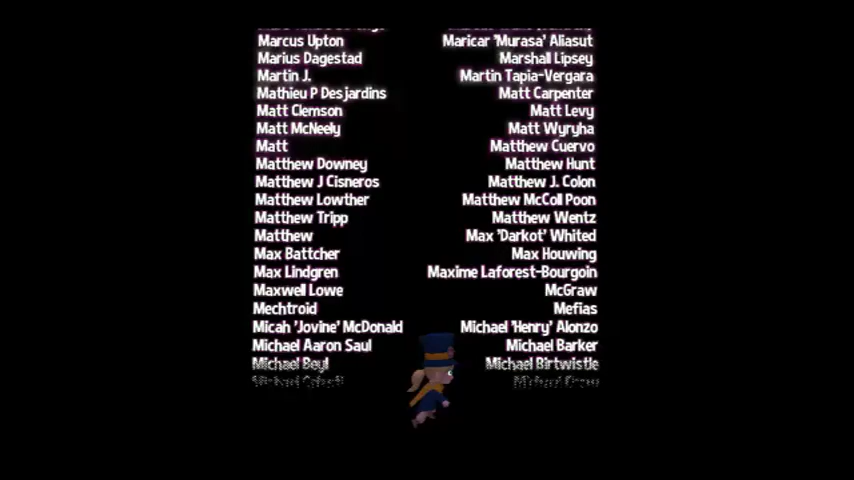 Marcus Upton Maricar 'Murasa' Aliasut
Marius Dagestad Marshall Lipsey
Martin J. Martin Tapia-Vergara
Mathieu P Desjardins Matt Carpenter
Matt Clemson Matt Levy
Matt McNeely Matt Wyryha
Matt Matthew Cuervo
Matthew Downey Matthew Hunt
Matthew J Cisneros Matthew J. Colon
Matthew Lowther Matthew McColl Poon
Matthew Tripp Matthew Wentz
Matthew Max 'Darkot' Whited
Max Battcher Max Houwing
Max Lindgren Maxime Laforest-Bourgoin
Maxwell Lowe McGraw
Mechtroid Mefias
Micah 'Jovine' McDonald Michael 'Henry' Alonzo
Michael Aaron Saul Michael Barker
Michael Beyl Michael Birtwistle
Michael Michael